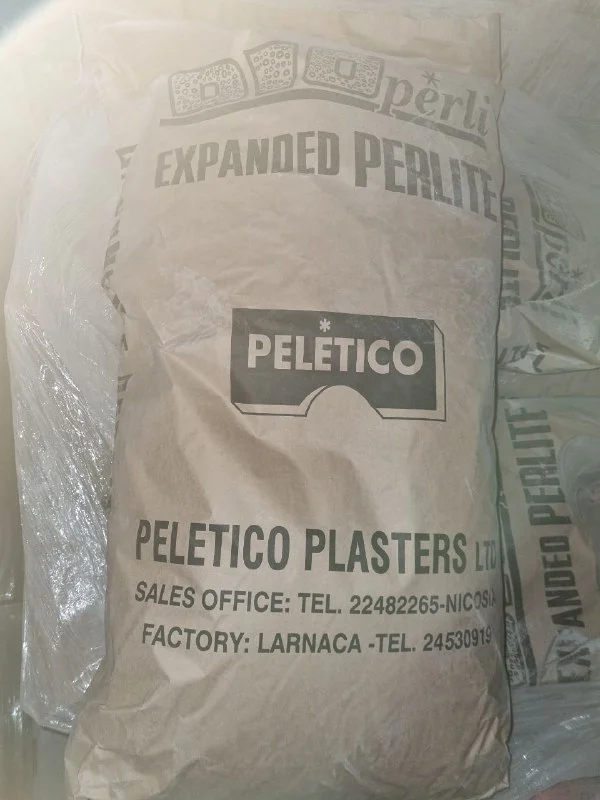 perli
EXPANDED PERLITE
PELETICO
PELETICO PLASTERS LTD
SALES OFFICE: TEL. 22482265-NICOSIA
FACTORY: LARNACA -TEL. 24530919
EXPANDED PERLITE